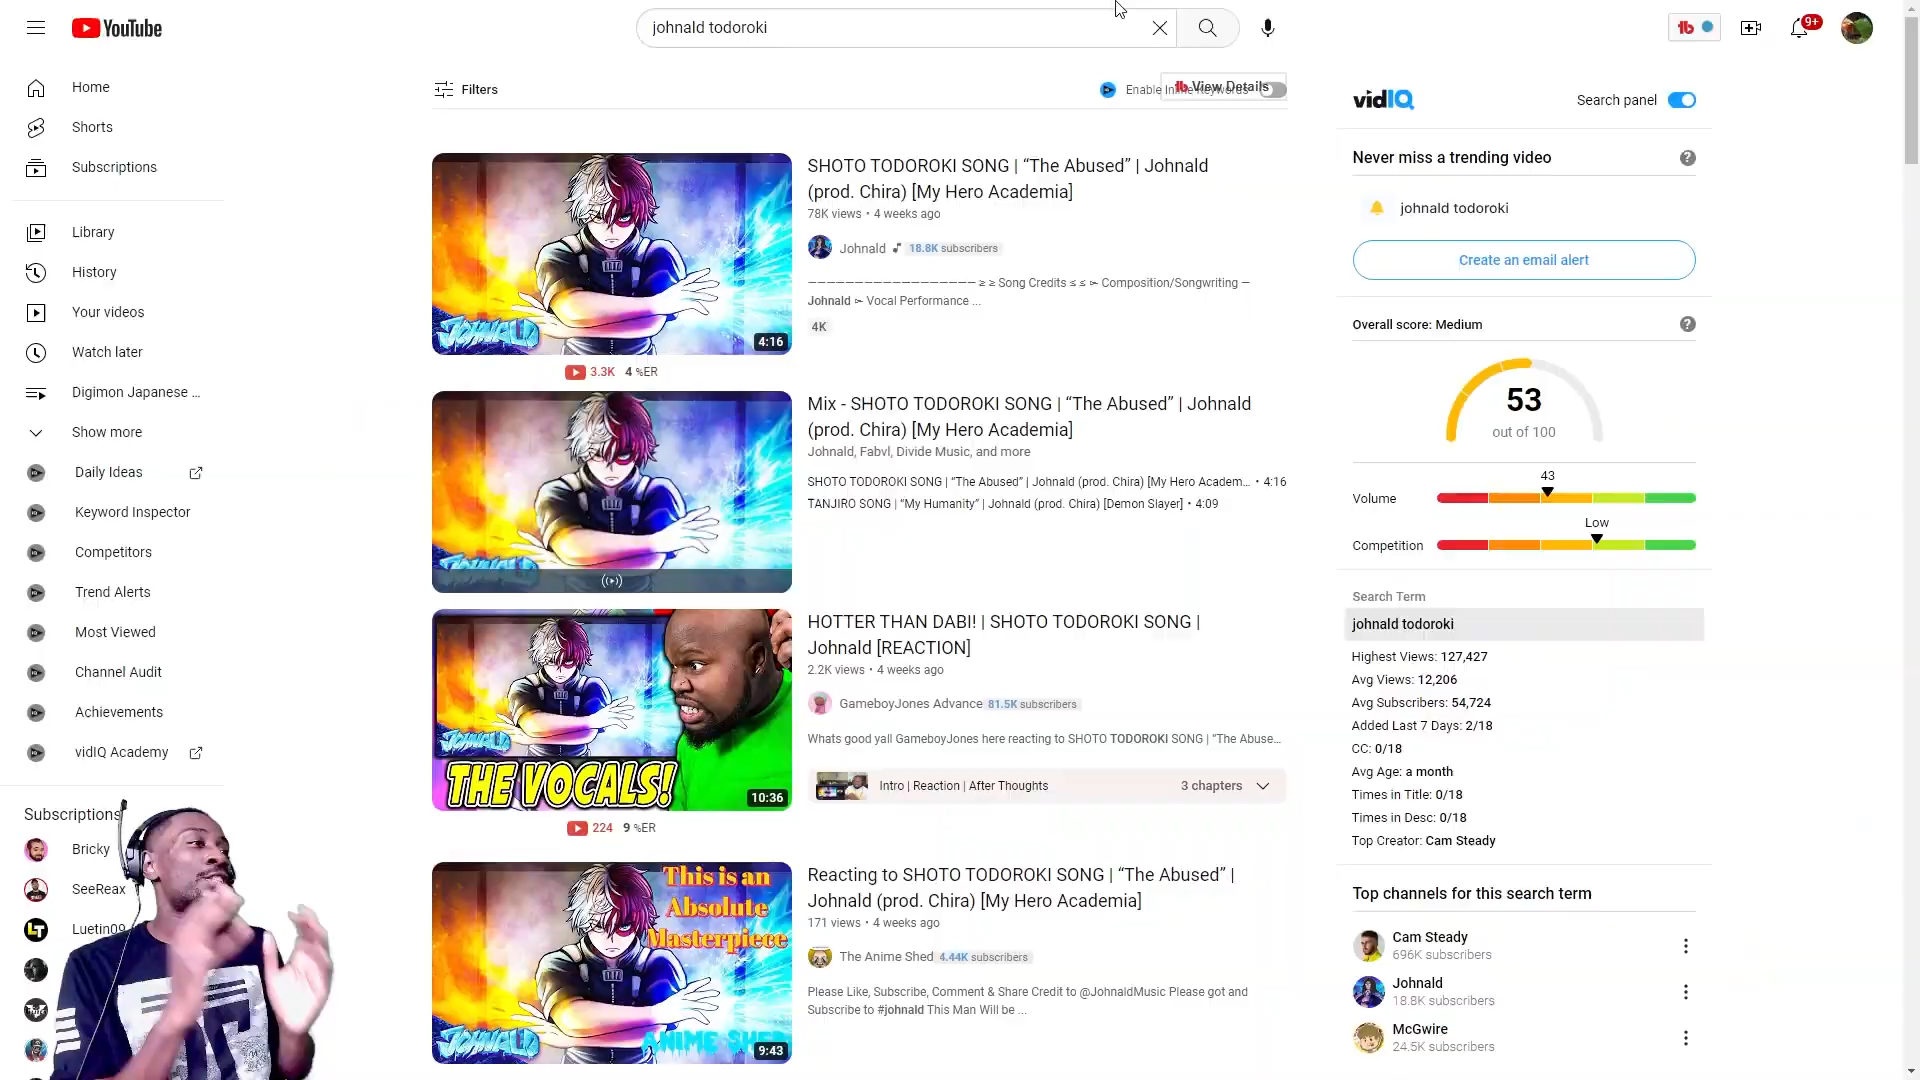 YouTube
johnald todoroki
9+
Home
Shorts
Subscriptions
Library
History
Your videos
Watch later
Digimon Japanese ...
Show more
Daily Ideas
Keyword Inspector
Competitors
Trend Alerts
Most Viewed
Channel Audit
Achievements
vidIQ Academy
Subscriptions
Bricky
SeeReax
Luetin09
Filters
View Details
SHOTO TODOROKI SONG | “The Abused” | Johnald
(prod. Chira) [My Hero Academia]
78K views • 4 weeks ago
Johnald ♪ 18.8K subscribers
–––––––––––––––––– ≥ ≥ Song Credits ≤ ≤ ➣ Composition/Songwriting —
Johnald ➣ Vocal Performance ...
4K
JOHNALD
4:16
3.3K 4 %ER
Mix - SHOTO TODOROKI SONG | “The Abused” | Johnald
(prod. Chira) [My Hero Academia]
Johnald, Fabvl, Divide Music, and more
SHOTO TODOROKI SONG | “The Abused” | Johnald (prod. Chira) [My Hero Academ... • 4:16
TANJIRO SONG | “My Humanity” | Johnald (prod. Chira) [Demon Slayer] • 4:09
HOTTER THAN DABI! | SHOTO TODOROKI SONG |
Johnald [REACTION]
2.2K views • 4 weeks ago
GameboyJones Advance 81.5K subscribers
Whats good yall GameboyJones here reacting to SHOTO TODOROKI SONG | “The Abuse...
Intro | Reaction | After Thoughts 3 chapters
JOHNALD
THE VOCALS!
10:36
224 9 %ER
Reacting to SHOTO TODOROKI SONG | “The Abused” |
Johnald (prod. Chira) [My Hero Academia]
171 views • 4 weeks ago
The Anime Shed 4.44K subscribers
Please Like, Subscribe, Comment & Share Credit to @JohnaldMusic Please got and
Subscribe to #johnald This Man Will be ...
This is an
Absolute
Masterpiece
JOHNALD
ANIME SHED
9:43
vidIQ
Search panel
Never miss a trending video
johnald todoroki
Create an email alert
Overall score: Medium
53
out of 100
43
Volume
Low
Competition
Search Term
johnald todoroki
Highest Views: 127,427
Avg Views: 12,206
Avg Subscribers: 54,724
Added Last 7 Days: 2/18
CC: 0/18
Avg Age: a month
Times in Title: 0/18
Times in Desc: 0/18
Top Creator: Cam Steady
Top channels for this search term
Cam Steady
696K subscribers
Johnald
18.8K subscribers
McGwire
24.5K subscribers